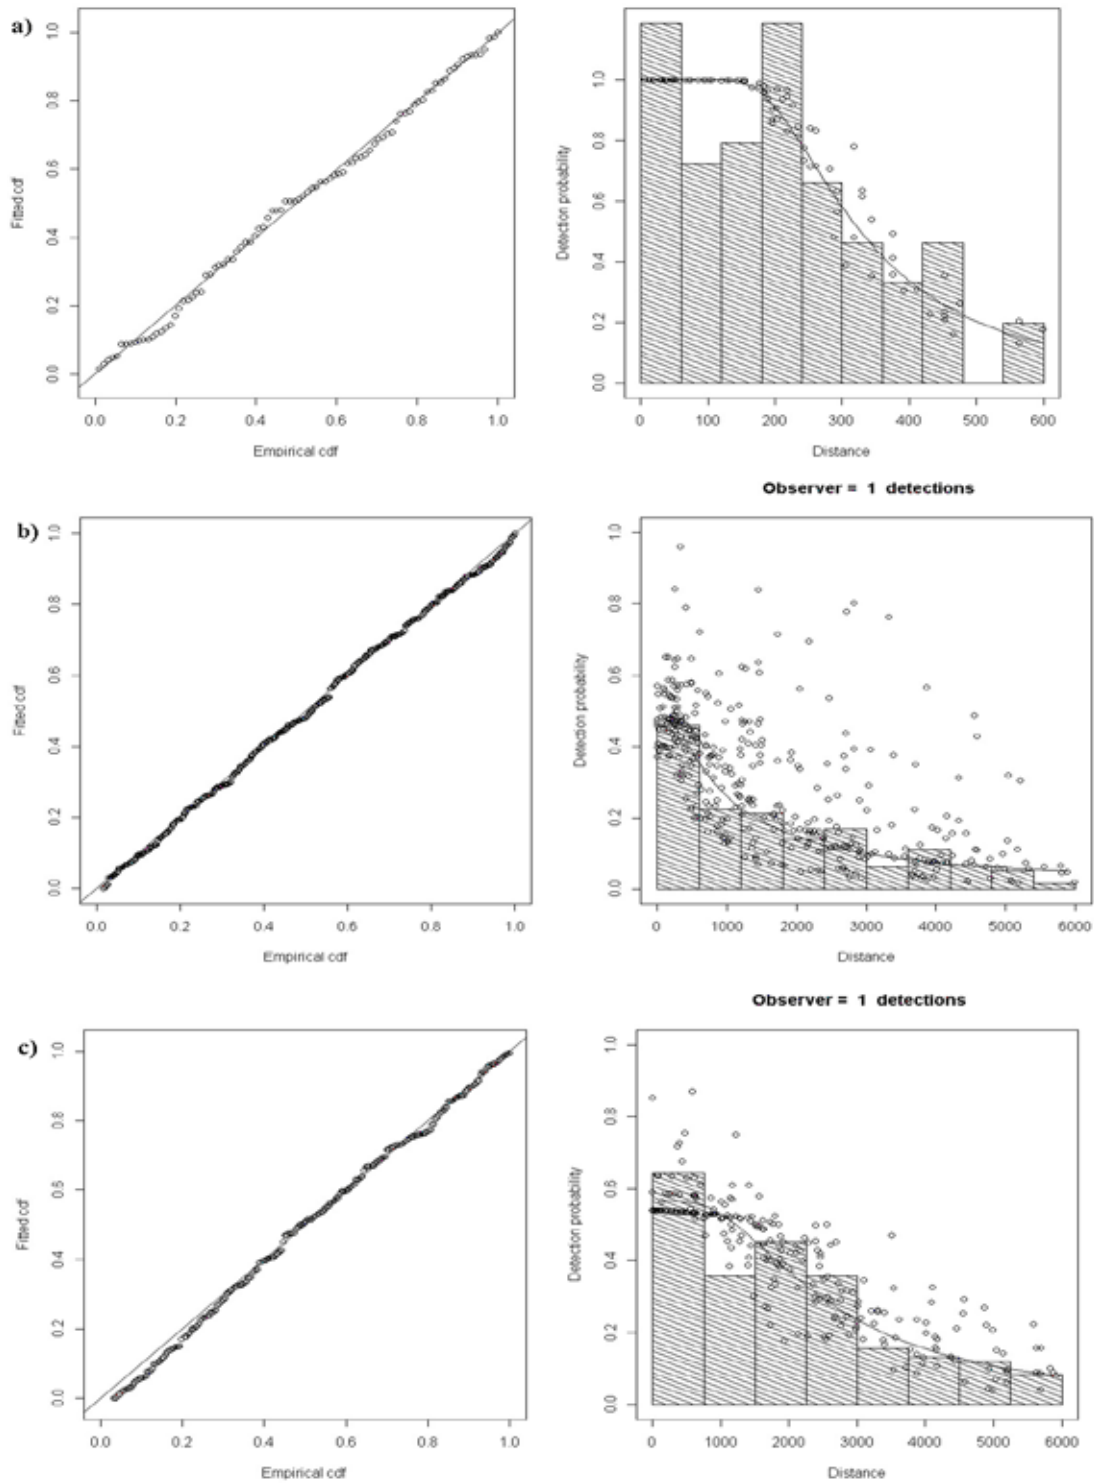 a)
Fitted cdf
1.0
0.8
0.6
0.4
0.2
0.0
0.0 0.2 0.4 0.6 0.8 1.0
Empirical cdf
Detection probability
1.0
0.8
0.6
0.4
0.2
0.0
0 100 200 300 400 500 600
Distance
b)
Fitted cdf
1.0
0.8
0.6
0.4
0.2
0.0
0.0 0.2 0.4 0.6 0.8 1.0
Empirical cdf
Observer = 1 detections
Detection probability
1.0
0.8
0.6
0.4
0.2
0.0
0 1000 2000 3000 4000 5000 6000
Distance
c)
Fitted cdf
1.0
0.8
0.6
0.4
0.2
0.0
0.0 0.2 0.4 0.6 0.8 1.0
Empirical cdf
Observer = 1 detections
Detection probability
1.0
0.8
0.6
0.4
0.2
0.0
0 1000 2000 3000 4000 5000 6000
Distance